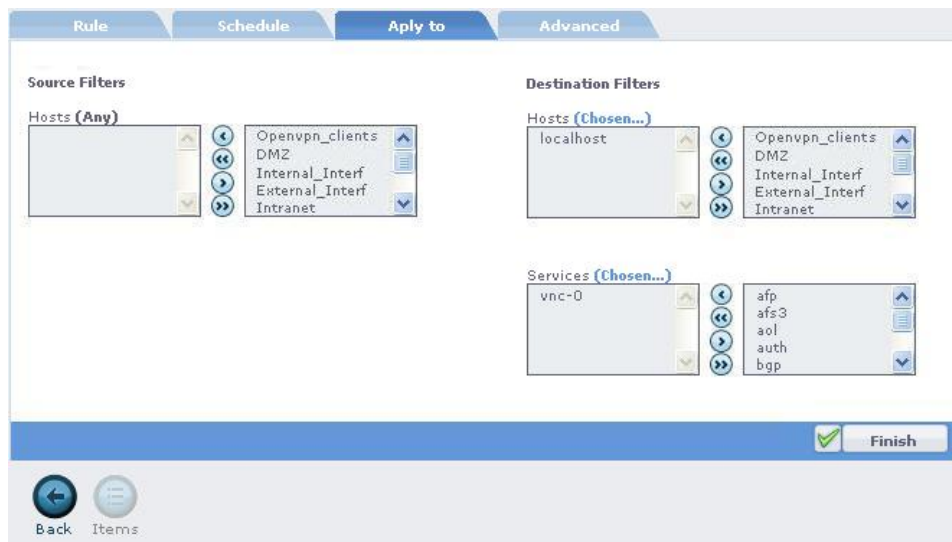 Rule
Schedule
Aply to
Advanced
Source Filters
Hosts (Any)
Openvpn_clients
DMZ
Internal_Interf
External_Interf
Intranet
Destination Filters
Hosts (Chosen...)
localhost
Openvpn_clients
DMZ
Internal_Interf
External_Interf
Intranet
Services (Chosen...)
vnc-0
afp
afs3
aol
auth
bgp
Finish
Back
Items